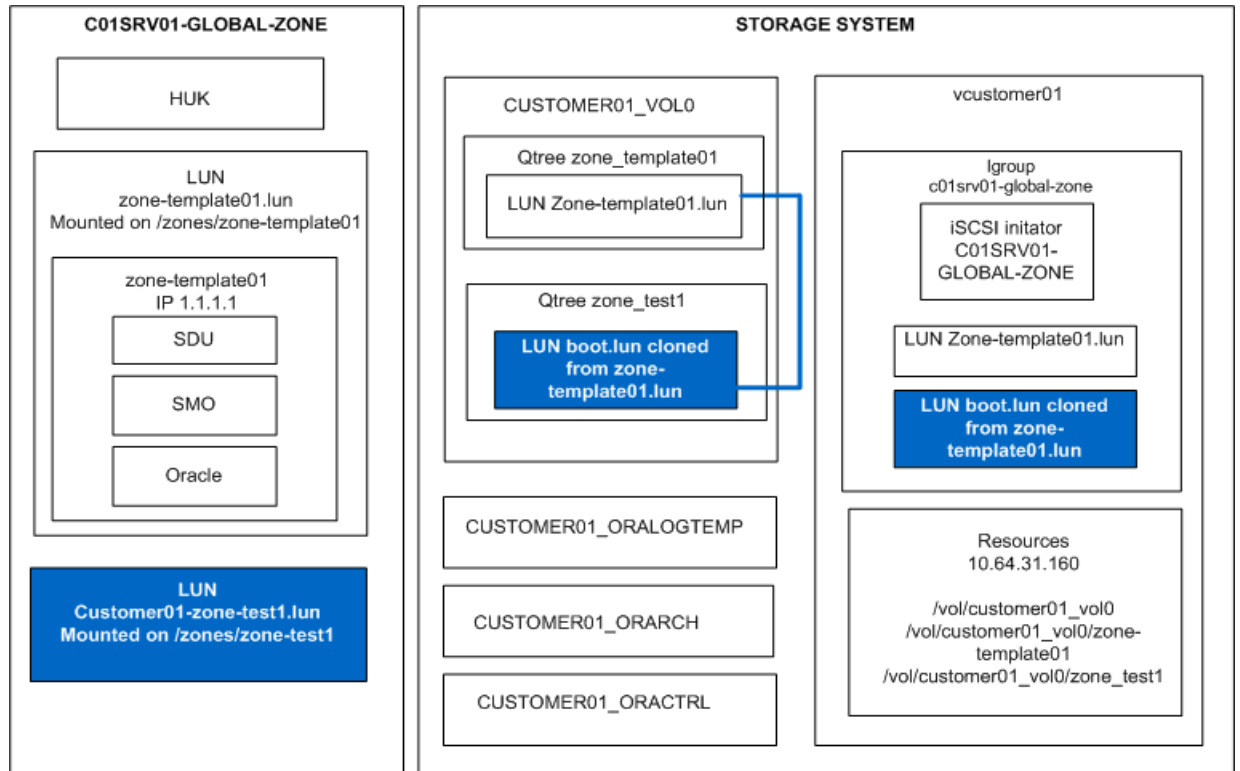 C01SRV01-GLOBAL-ZONE
HUK
LUN
zone-template01.lun
Mounted on /zones/zone-template01
zone-template01
IP 1.1.1.1
SDU
SMO
Oracle
LUN
Customer01-zone-test1.lun
Mounted on /zones/zone-test1
STORAGE SYSTEM
CUSTOMER01_VOL0
Qtree zone_template01
LUN Zone-template01.lun
Qtree zone_test1
LUN boot.lun cloned
from zone-
template01.lun
CUSTOMER01_ORALOGTEMP
CUSTOMER01_ORARCH
CUSTOMER01_ORACTRL
vcustomer01
Igroup
c01srv01-global-zone
iSCSI initator
C01SRV01-
GLOBAL-ZONE
LUN Zone-template01.lun
LUN boot.lun cloned
from zone-
template01.lun
Resources
10.64.31.160
/vol/customer01_vol0
/vol/customer01_vol0/zone-
template01
/vol/customer01_vol0/zone_test1